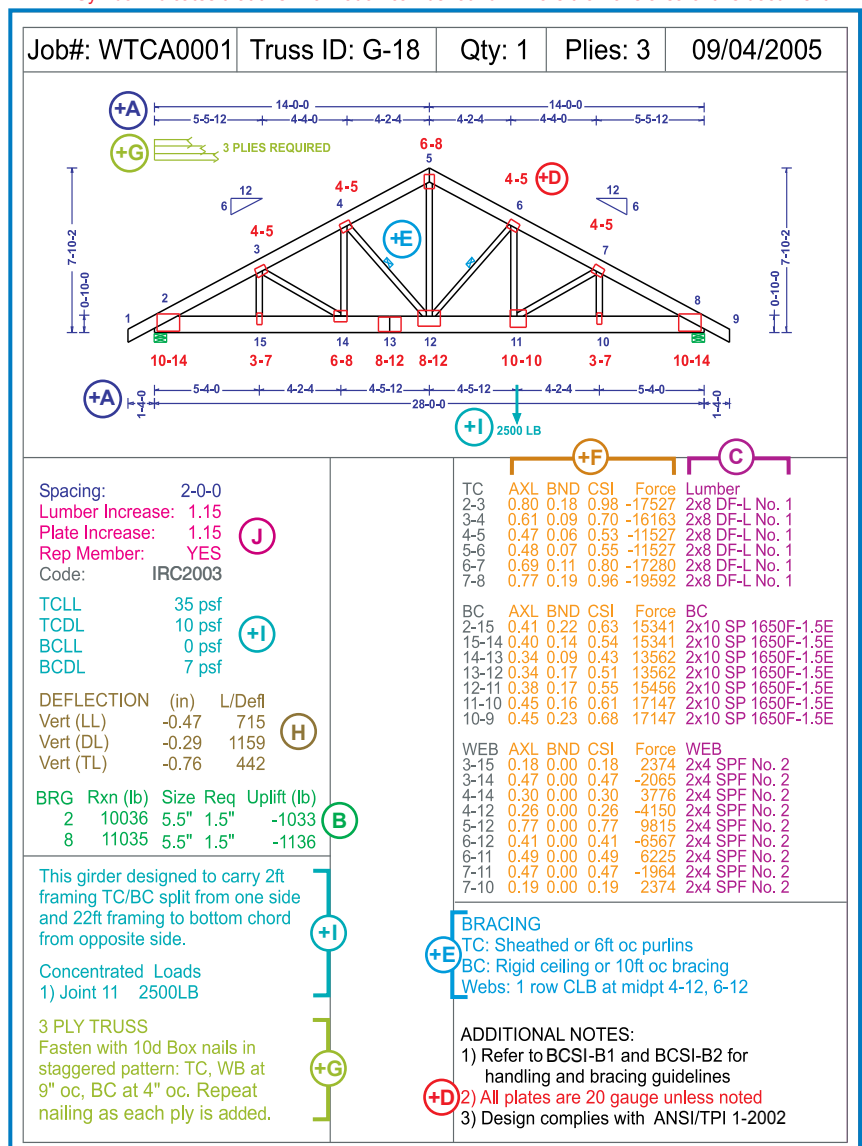 Job#: WTCA0001 Truss ID: G-18 Qty: 1 Plies: 3 09/04/2005
+A
14-0-0 14-0-0
5-5-12 4-4-0 4-2-4 4-2-4 4-4-0 5-5-12
+G 3 PLIES REQUIRED
6-8
5
12 6
4-5
4-5 +D
12 6
4 6
+E
4-5 4-5
3 7
7-10-2 0-10-0
7-10-2 0-10-0
1 2 8 9
15 14 13 12 11 10
10-14 3-7 6-8 8-12 8-12 10-10 3-7 10-14
+A
5-4-0 4-2-4 4-5-12 4-5-12 4-2-4 5-4-0
1-4-0 28-0-0 1-4-0
+I 2500 LB
Spacing: 2-0-0
Lumber Increase: 1.15
Plate Increase: 1.15
Rep Member: YES
Code: IRC2003
J
TCLL 35 psf
TCDL 10 psf
BCLL 0 psf
BCDL 7 psf
+I
DEFLECTION (in) L/Defl
Vert (LL) -0.47 715
Vert (DL) -0.29 1159
Vert (TL) -0.76 442
H
BRG Rxn (lb) Size Req Uplift (lb)
2 10036 5.5" 1.5" -1033
8 11035 5.5" 1.5" -1136
B
This girder designed to carry 2ft
framing TC/BC split from one side
and 22ft framing to bottom chord
from opposite side.
Concentrated Loads
1) Joint 11 2500LB
+I
3 PLY TRUSS
Fasten with 10d Box nails in
staggered pattern: TC, WB at
9" oc, BC at 4" oc. Repeat
nailing as each ply is added.
+G
+F C
TC AXL BND CSI Force Lumber
2-3 0.80 0.18 0.98 -17527 2x8 DF-L No. 1
3-4 0.61 0.09 0.70 -16163 2x8 DF-L No. 1
4-5 0.47 0.06 0.53 -11527 2x8 DF-L No. 1
5-6 0.48 0.07 0.55 -11527 2x8 DF-L No. 1
6-7 0.69 0.11 0.80 -17280 2x8 DF-L No. 1
7-8 0.77 0.19 0.96 -19592 2x8 DF-L No. 1
BC AXL BND CSI Force BC
2-15 0.41 0.22 0.63 15341 2x10 SP 1650F-1.5E
15-14 0.40 0.14 0.54 15341 2x10 SP 1650F-1.5E
14-13 0.34 0.09 0.43 13562 2x10 SP 1650F-1.5E
13-12 0.34 0.17 0.51 13562 2x10 SP 1650F-1.5E
12-11 0.38 0.17 0.55 15456 2x10 SP 1650F-1.5E
11-10 0.45 0.16 0.61 17147 2x10 SP 1650F-1.5E
10-9 0.45 0.23 0.68 17147 2x10 SP 1650F-1.5E
WEB AXL BND CSI Force WEB
3-15 0.18 0.00 0.18 2374 2x4 SPF No. 2
3-14 0.47 0.00 0.47 -2065 2x4 SPF No. 2
4-14 0.30 0.00 0.30 3776 2x4 SPF No. 2
4-12 0.26 0.00 0.26 -4150 2x4 SPF No. 2
5-12 0.77 0.00 0.77 9815 2x4 SPF No. 2
6-12 0.41 0.00 0.41 -6567 2x4 SPF No. 2
6-11 0.49 0.00 0.49 6225 2x4 SPF No. 2
7-11 0.47 0.00 0.47 -1964 2x4 SPF No. 2
7-10 0.19 0.00 0.19 2374 2x4 SPF No. 2
BRACING
TC: Sheathed or 6ft oc purlins
BC: Rigid ceiling or 10ft oc bracing
Webs: 1 row CLB at midpt 4-12, 6-12
+E
ADDITIONAL NOTES:
1) Refer to BCSI-B1 and BCSI-B2 for
handling and bracing guidelines
+D 2) All plates are 20 gauge unless noted
3) Design complies with ANSI/TPI 1-2002